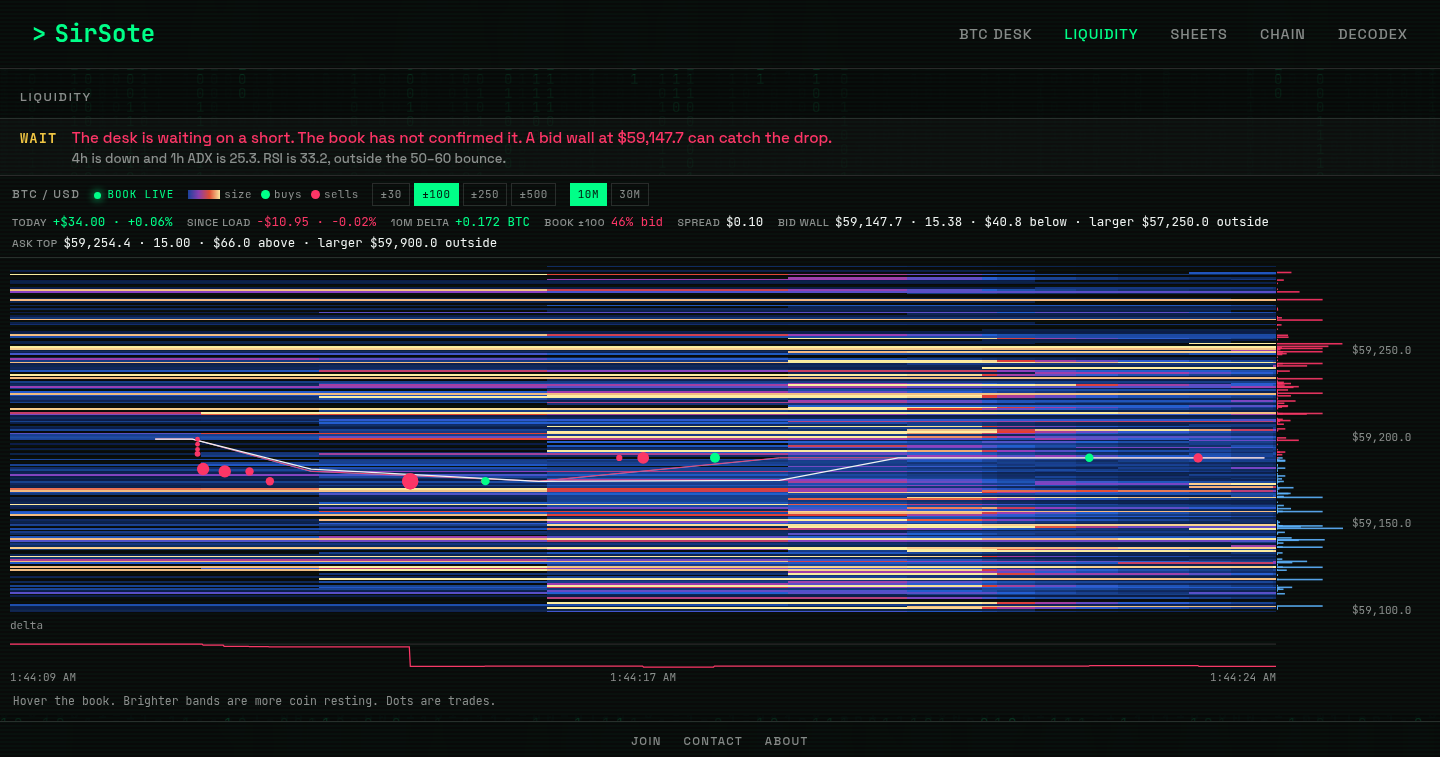 > SirSote
BTC DESK LIQUIDITY SHEETS CHAIN DECODEX
LIQUIDITY
WAIT The desk is waiting on a short. The book has not confirmed it. A bid wall at $59,147.7 can catch the drop.
4h is down and 1h ADX is 25.3. RSI is 33.2, outside the 50–60 bounce.
BTC / USD BOOK LIVE size buys sells ±30 ±100 ±250 ±500 10M 30M
TODAY +$34.00 · +0.06% SINCE LOAD -$10.95 · -0.02% 10M DELTA +0.172 BTC BOOK ±100 46% bid SPREAD $0.10 BID WALL $59,147.7 · 15.38 · $40.8 below · larger $57,250.0 outside
ASK TOP $59,254.4 · 15.00 · $66.0 above · larger $59,900.0 outside
$59,250.0
$59,200.0
$59,150.0
$59,100.0
delta
1:44:09 AM 1:44:17 AM 1:44:24 AM
Hover the book. Brighter bands are more coin resting. Dots are trades.
JOIN CONTACT ABOUT